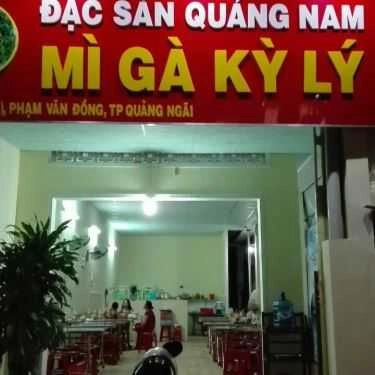 ĐẶC SẢN QUẢNG NAM
MÌ GÀ KỲ LÝ
PHẠM VĂN ĐỒNG, TP QUẢNG NGÃI